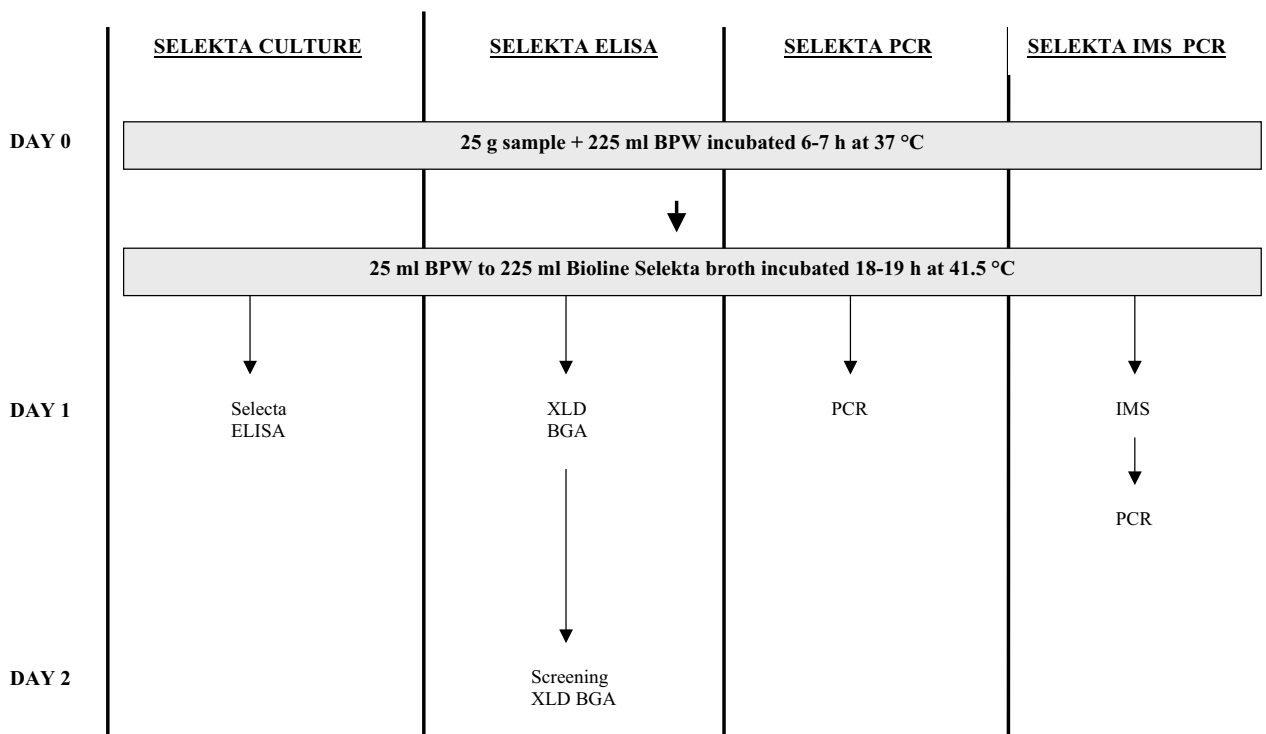 SELEKTA CULTURE
SELEKTA ELISA
SELEKTA PCR
SELEKTA IMS PCR
DAY 0
25 g sample + 225 ml BPW incubated 6-7 h at 37 °C
25 ml BPW to 225 ml Bioline Selekta broth incubated 18-19 h at 41.5 °C
DAY 1
Selecta
ELISA
XLD
BGA
PCR
IMS
PCR
DAY 2
Screening
XLD BGA